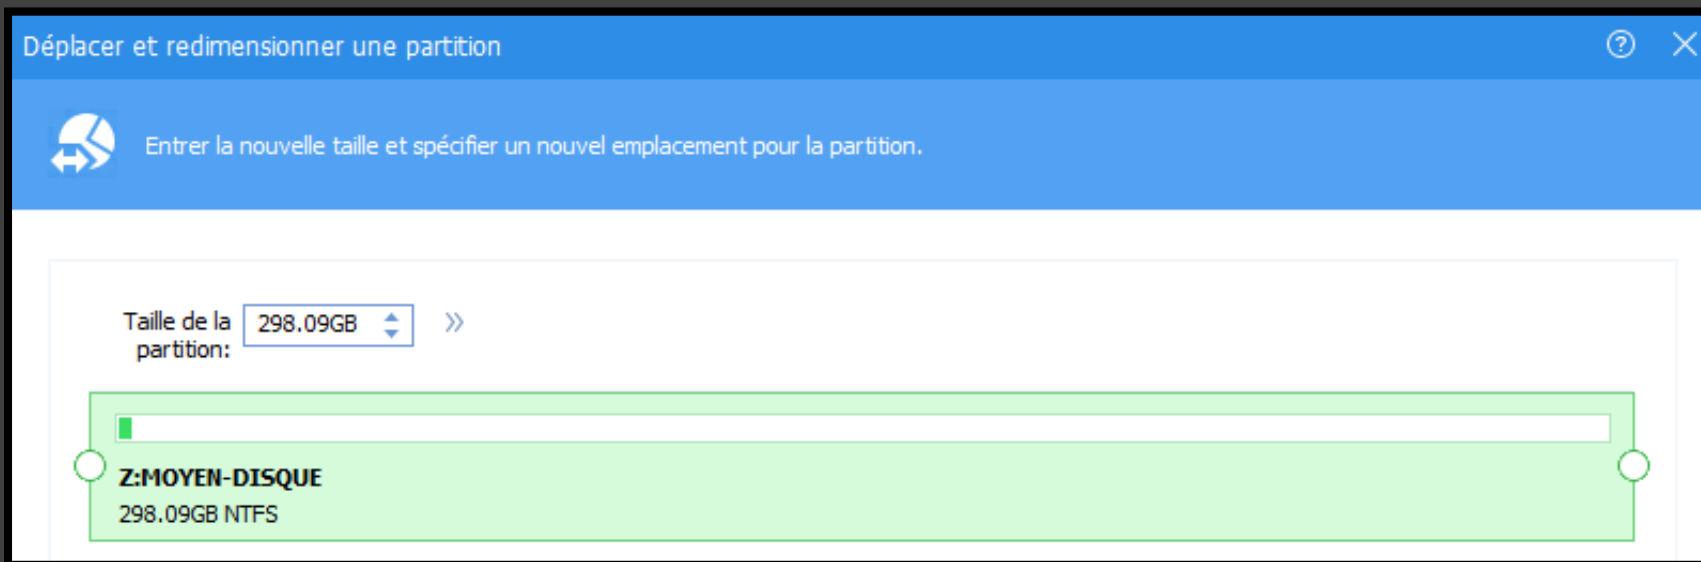 Déplacer et redimensionner une partition
Entrer la nouvelle taille et spécifier un nouvel emplacement pour la partition.
Taille de la
partition:
298.09GB
Z:MOYEN-DISQUE
298.09GB NTFS